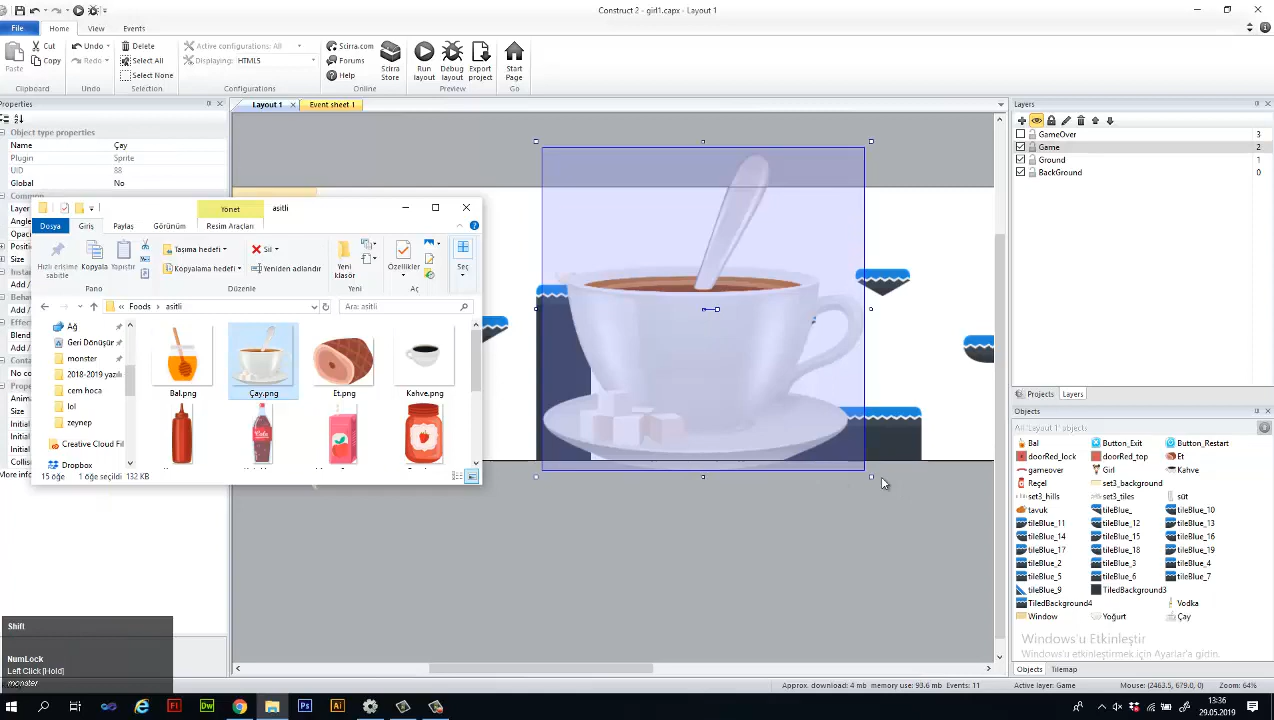 Construct 2 - girl1.capx - Layout 1
File
Home
View
Events
Paste
Cut
Copy
Clipboard
Undo
Redo
Undo
Delete
Select All
Select None
Selection
Active configurations: All
Displaying: HTML5
Configurations
Scirra.com
Forums
Help
Scirra Store
Online
Run layout
Debug layout
Export project
Preview
Start Page
Go
Properties
Object type properties
Name Çay
Plugin Sprite
UID 88
Global No
Layout 1
Event sheet 1
Yönet
asitli
Dosya
Giriş
Paylaş
Görünüm
Resim Araçları
Hızlı erişime sabitle
Kopyala
Yapıştır
Pano
Taşıma hedefi
Kopyalama hedefi
Sil
Yeniden adlandır
Düzenle
Yeni klasör
Yeni
Özellikler
Aç
Seç
Foods
asitli
Ara: asitli
Ağ
Geri Dönüşür
monster
2018-2019 yazılı
cem hoca
lol
zeynep
Creative Cloud Fil
Dropbox
Bal.png
Çay.png
Et.png
Kahve.png
15 öğe
1 öğe seçildi 132 KB
Shift
NumLock
Left Click [Hold]
monster
Layers
GameOver 3
Game 2
Ground 1
BackGround 0
Projects
Layers
Objects
All 'Layout 1' objects
Bal
Button_Exit
Button_Restart
doorRed_lock
doorRed_top
Et
gameover
Girl
Kahve
Reçel
set3_background
set3_hills
set3_tiles
süt
tavuk
tileBlue_
tileBlue_10
tileBlue_11
tileBlue_12
tileBlue_13
tileBlue_14
tileBlue_15
tileBlue_16
tileBlue_17
tileBlue_18
tileBlue_19
tileBlue_2
tileBlue_3
tileBlue_4
tileBlue_5
tileBlue_6
tileBlue_7
tileBlue_9
TiledBackground3
TiledBackground4
Vodka
Window
Yoğurt
Çay
Windows'u Etkinleştir
Windows'u etkinleştirmek için Ayarlar'a gidin.
Objects
Tilemap
Approx. download: 4 mb memory use: 93.6 mb Events: 11
Active layer: Game
Mouse: (2463.5, 679.0, 0)
Zoom: 64%
13:36
29.05.2019